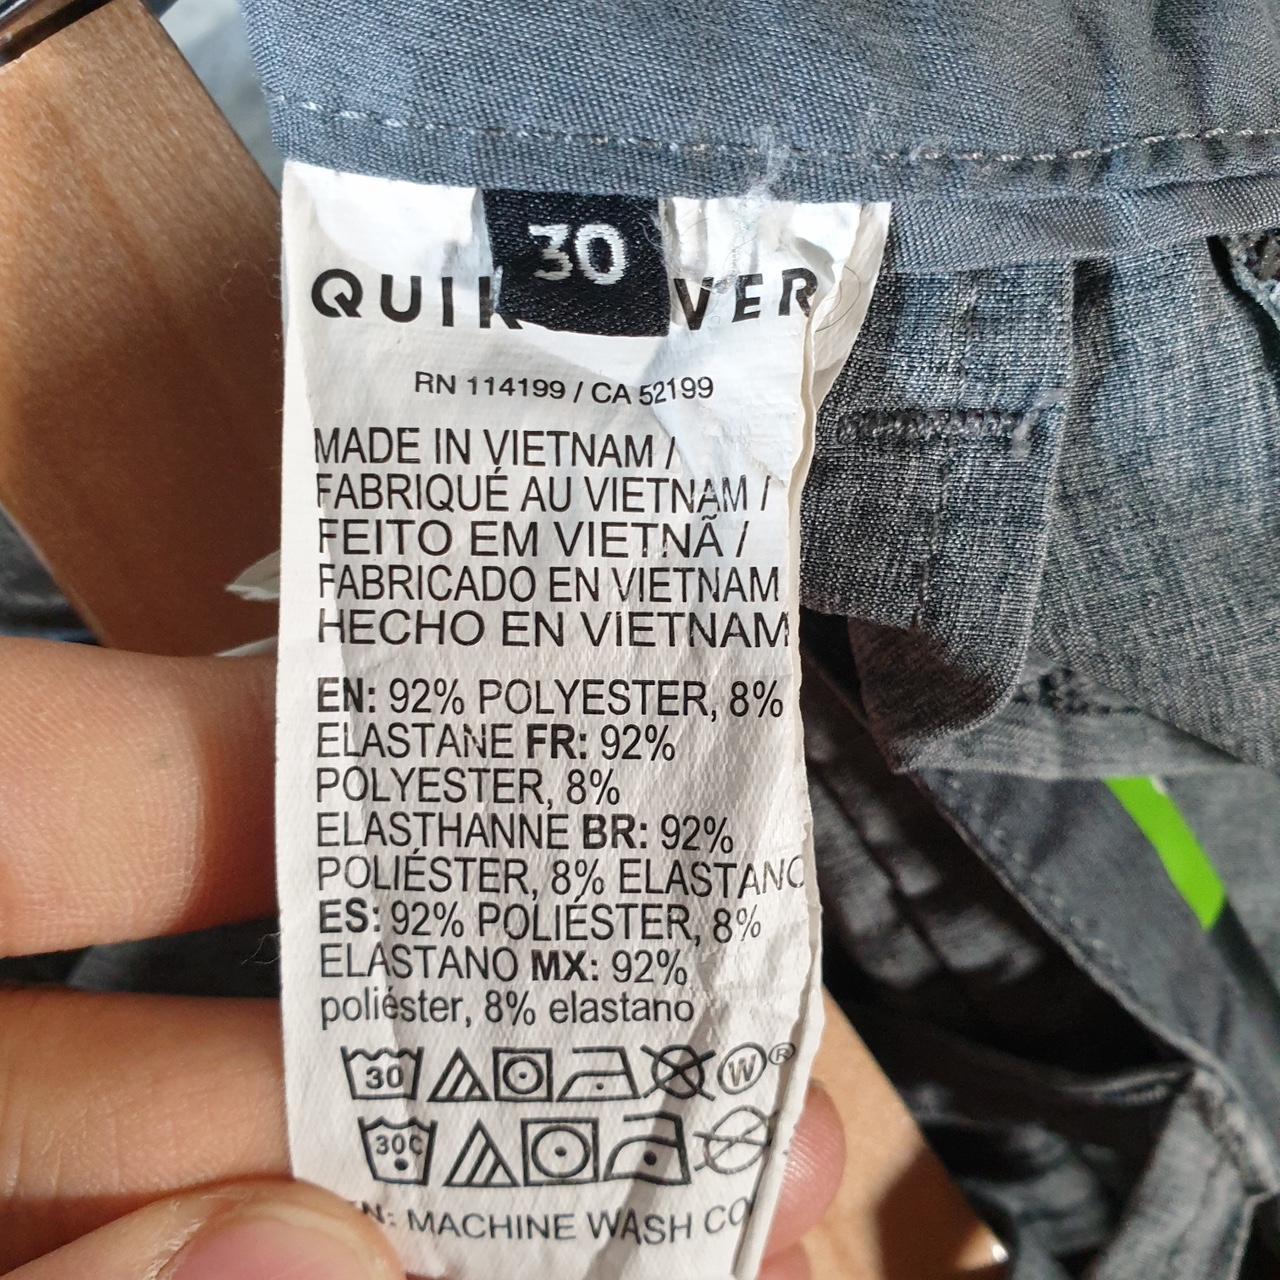 30
QUIK VER
RN 114199 / CA 52199
MADE IN VIETNAM /
FABRIQUÉ AU VIETNAM /
FEITO EM VIETNÃ /
FABRICADO EN VIETNAM
HECHO EN VIETNAM
EN: 92% POLYESTER, 8%
ELASTANE FR: 92%
POLYESTER, 8%
ELASTHANNE BR: 92%
POLIÉSTER, 8% ELASTANO
ES: 92% POLIÉSTER, 8%
ELASTANO MX: 92%
poliéster, 8% elastano
30 W®
30C
MACHINE WASH